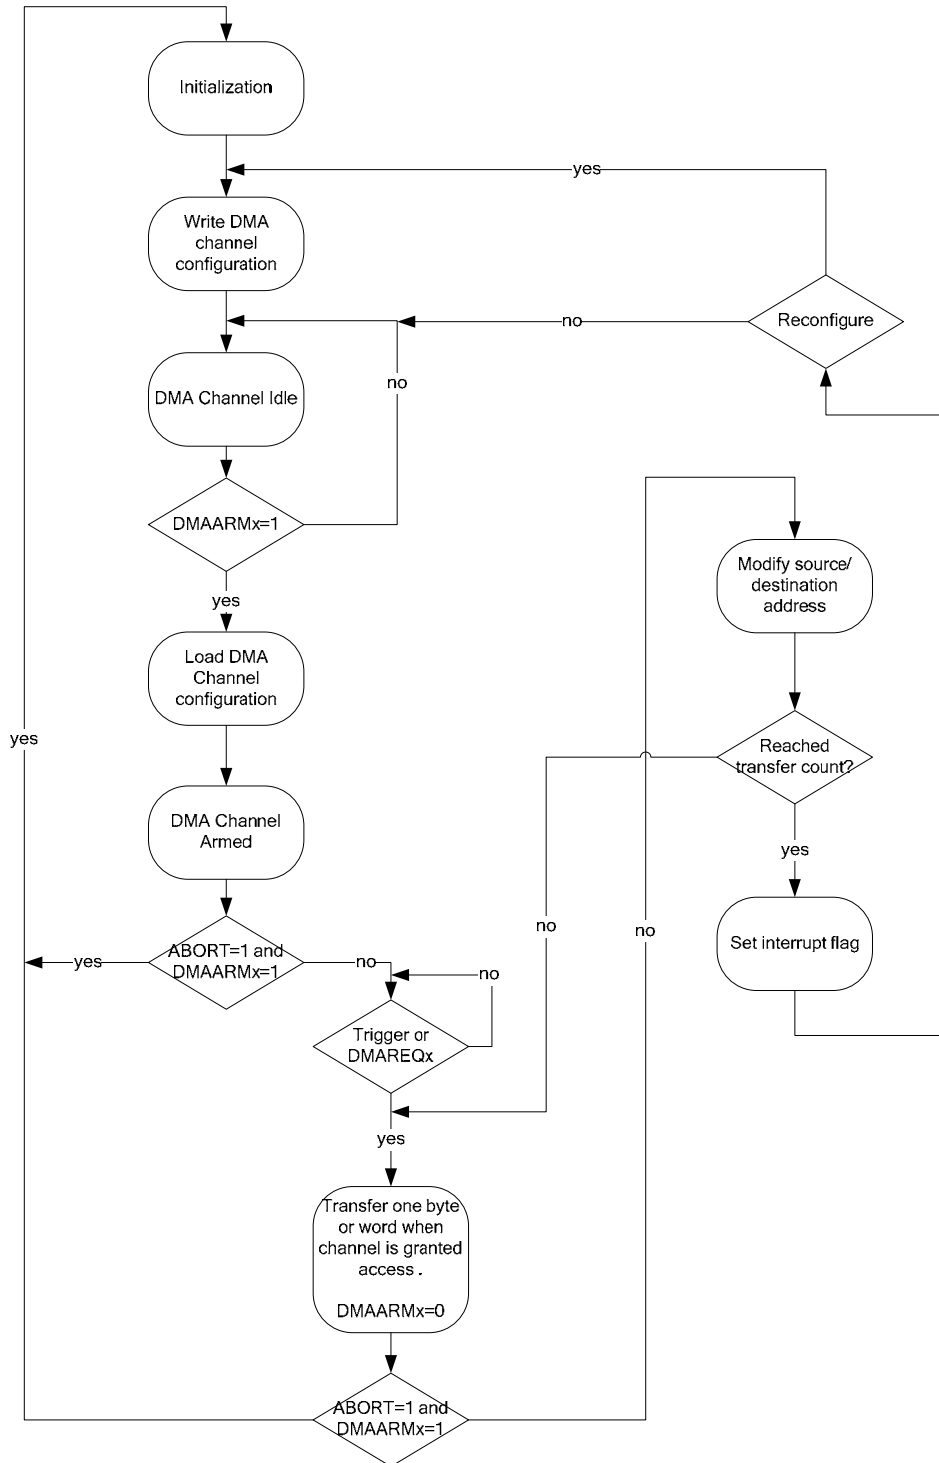 Initialization
yes
Write DMA
channel
configuration
Reconfigure
no
DMA Channel Idle
no
DMAARMx=1
yes
Load DMA
Channel
configuration
yes
DMA Channel
Armed
ABORT=1 and
DMAARMx=1
yes
no
no
Trigger or
DMAREQx
yes
Transfer one byte
or word when
channel is granted
access .
DMAARMx=0
ABORT=1 and
DMAARMx=1
no
no
Modify source/
destination
address
Reached
transfer count?
yes
Set interrupt flag